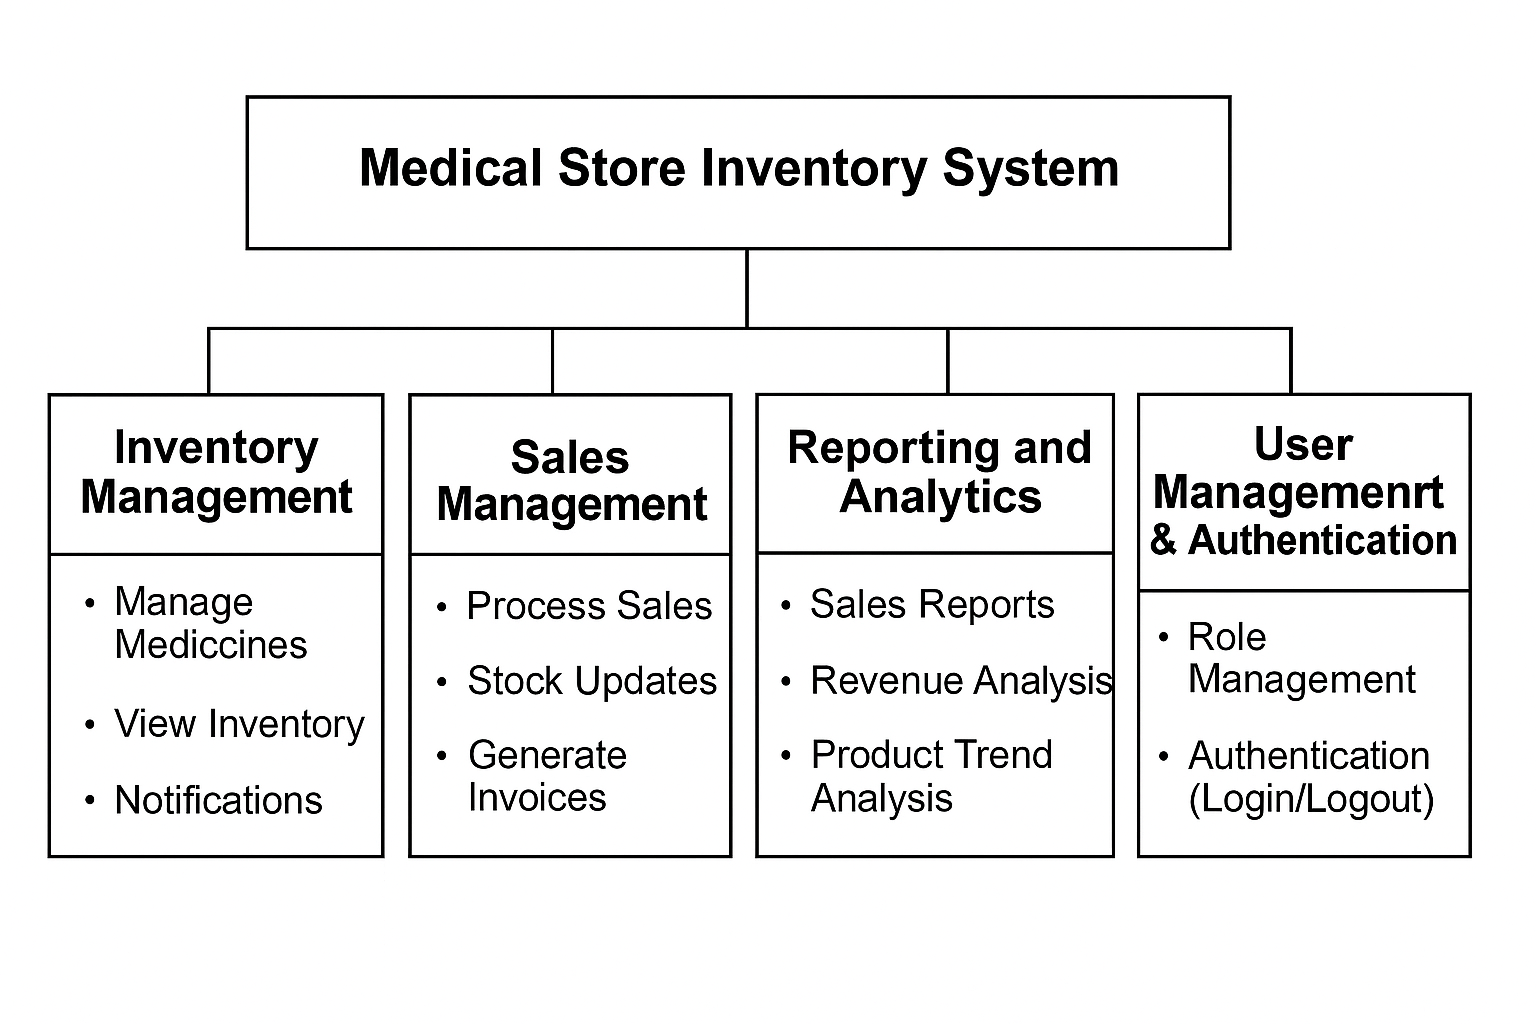 Medical Store Inventory System
Inventory
Management
• Manage
Mediccines
• View Inventory
• Notifications
Sales
Management
• Process Sales
• Stock Updates
• Generate
Invoices
Reporting and
Analytics
• Sales Reports
• Revenue Analysis
• Product Trend
Analysis
User
Managemenrt
& Authentication
• Role
Management
• Authentication
(Login/Logout)